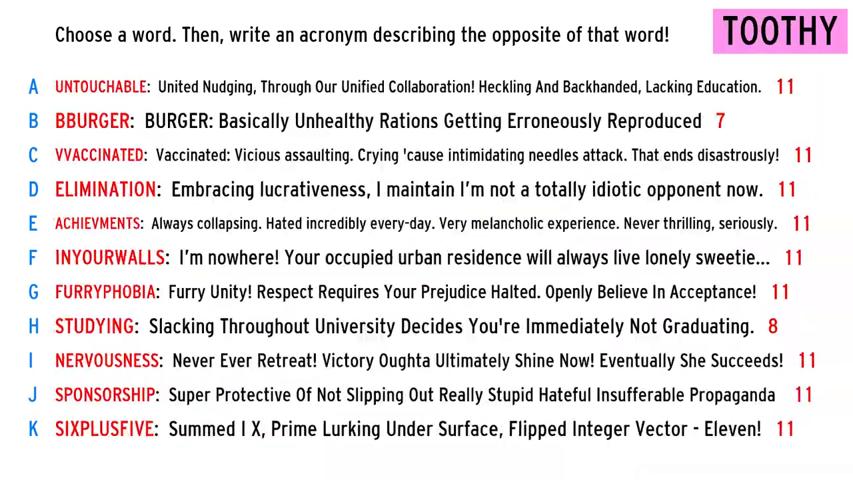 Choose a word. Then, write an acronym describing the opposite of that word!
TOOTHY
A UNTOUCHABLE: United Nudging, Through Our Unified Collaboration! Heckling And Backhanded, Lacking Education. 11
B BBURGER: BURGER: Basically Unhealthy Rations Getting Erroneously Reproduced 7
C VVACCINATED: Vaccinated: Vicious assaulting. Crying 'cause intimidating needles attack. That ends disastrously! 11
D ELIMINATION: Embracing lucrativeness, I maintain I'm not a totally idiotic opponent now. 11
E ACHIEVMENTS: Always collapsing. Hated incredibly every-day. Very melancholic experience. Never thrilling, seriously. 11
F INYOURWALLS: I'm nowhere! Your occupied urban residence will always live lonely sweetie... 11
G FURRYPHOBIA: Furry Unity! Respect Requires Your Prejudice Halted. Openly Believe In Acceptance! 11
H STUDYING: Slacking Throughout University Decides You're Immediately Not Graduating. 8
I NERVOUSNESS: Never Ever Retreat! Victory Oughta Ultimately Shine Now! Eventually She Succeeds! 11
J SPONSORSHIP: Super Protective Of Not Slipping Out Really Stupid Hateful Insufferable Propaganda 11
K SIXPLUSFIVE: Summed I X, Prime Lurking Under Surface, Flipped Integer Vector - Eleven! 11